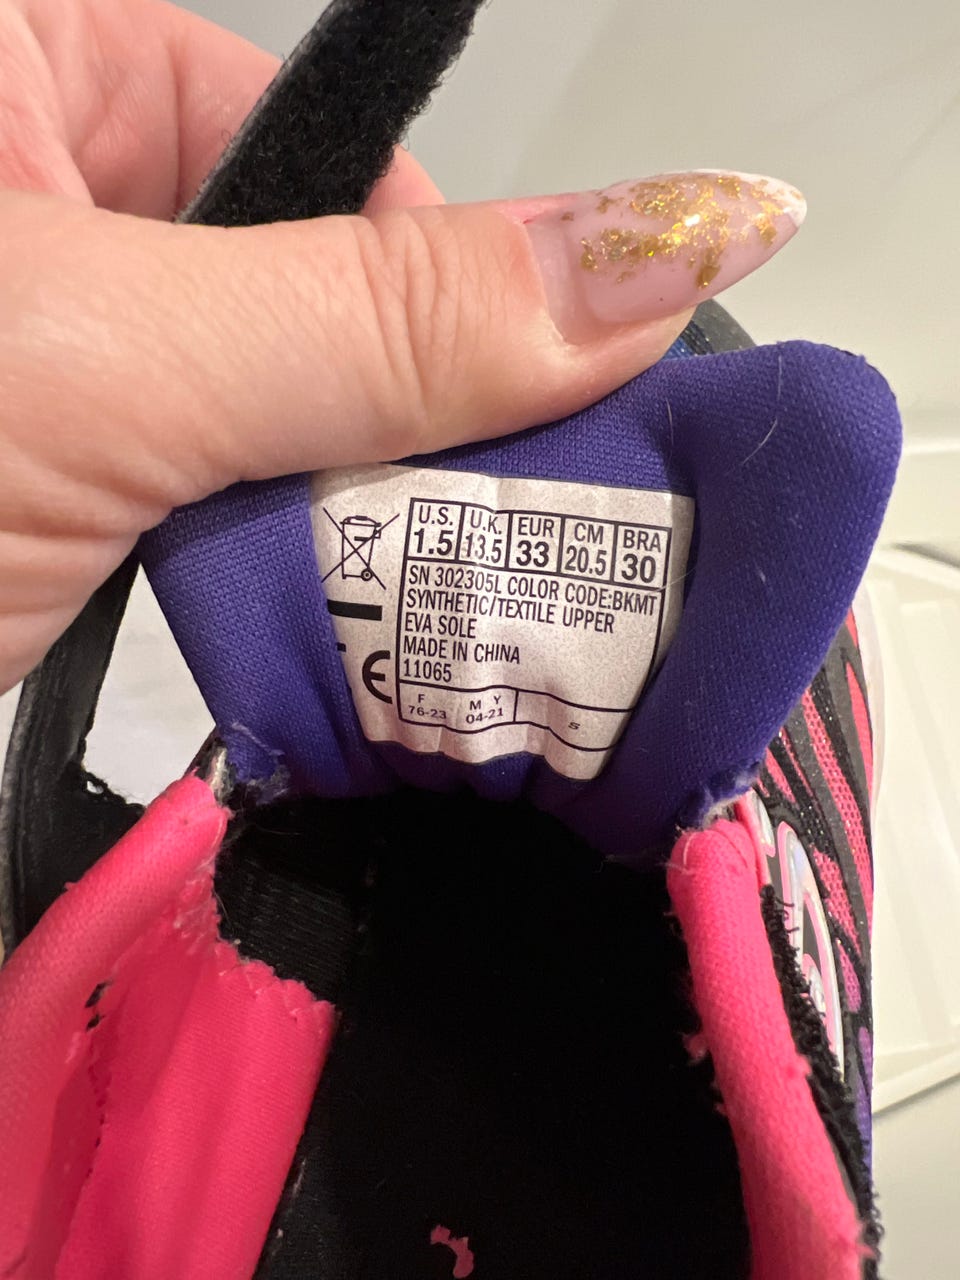 U.S. U.K. EUR CM BRA
1.5 13.5 33 20.5 30
SN 302305L COLOR CODE:BKMT
SYNTHETIC/TEXTILE UPPER
EVA SOLE
MADE IN CHINA
11065
F M Y
76-23 04-21 S
CE